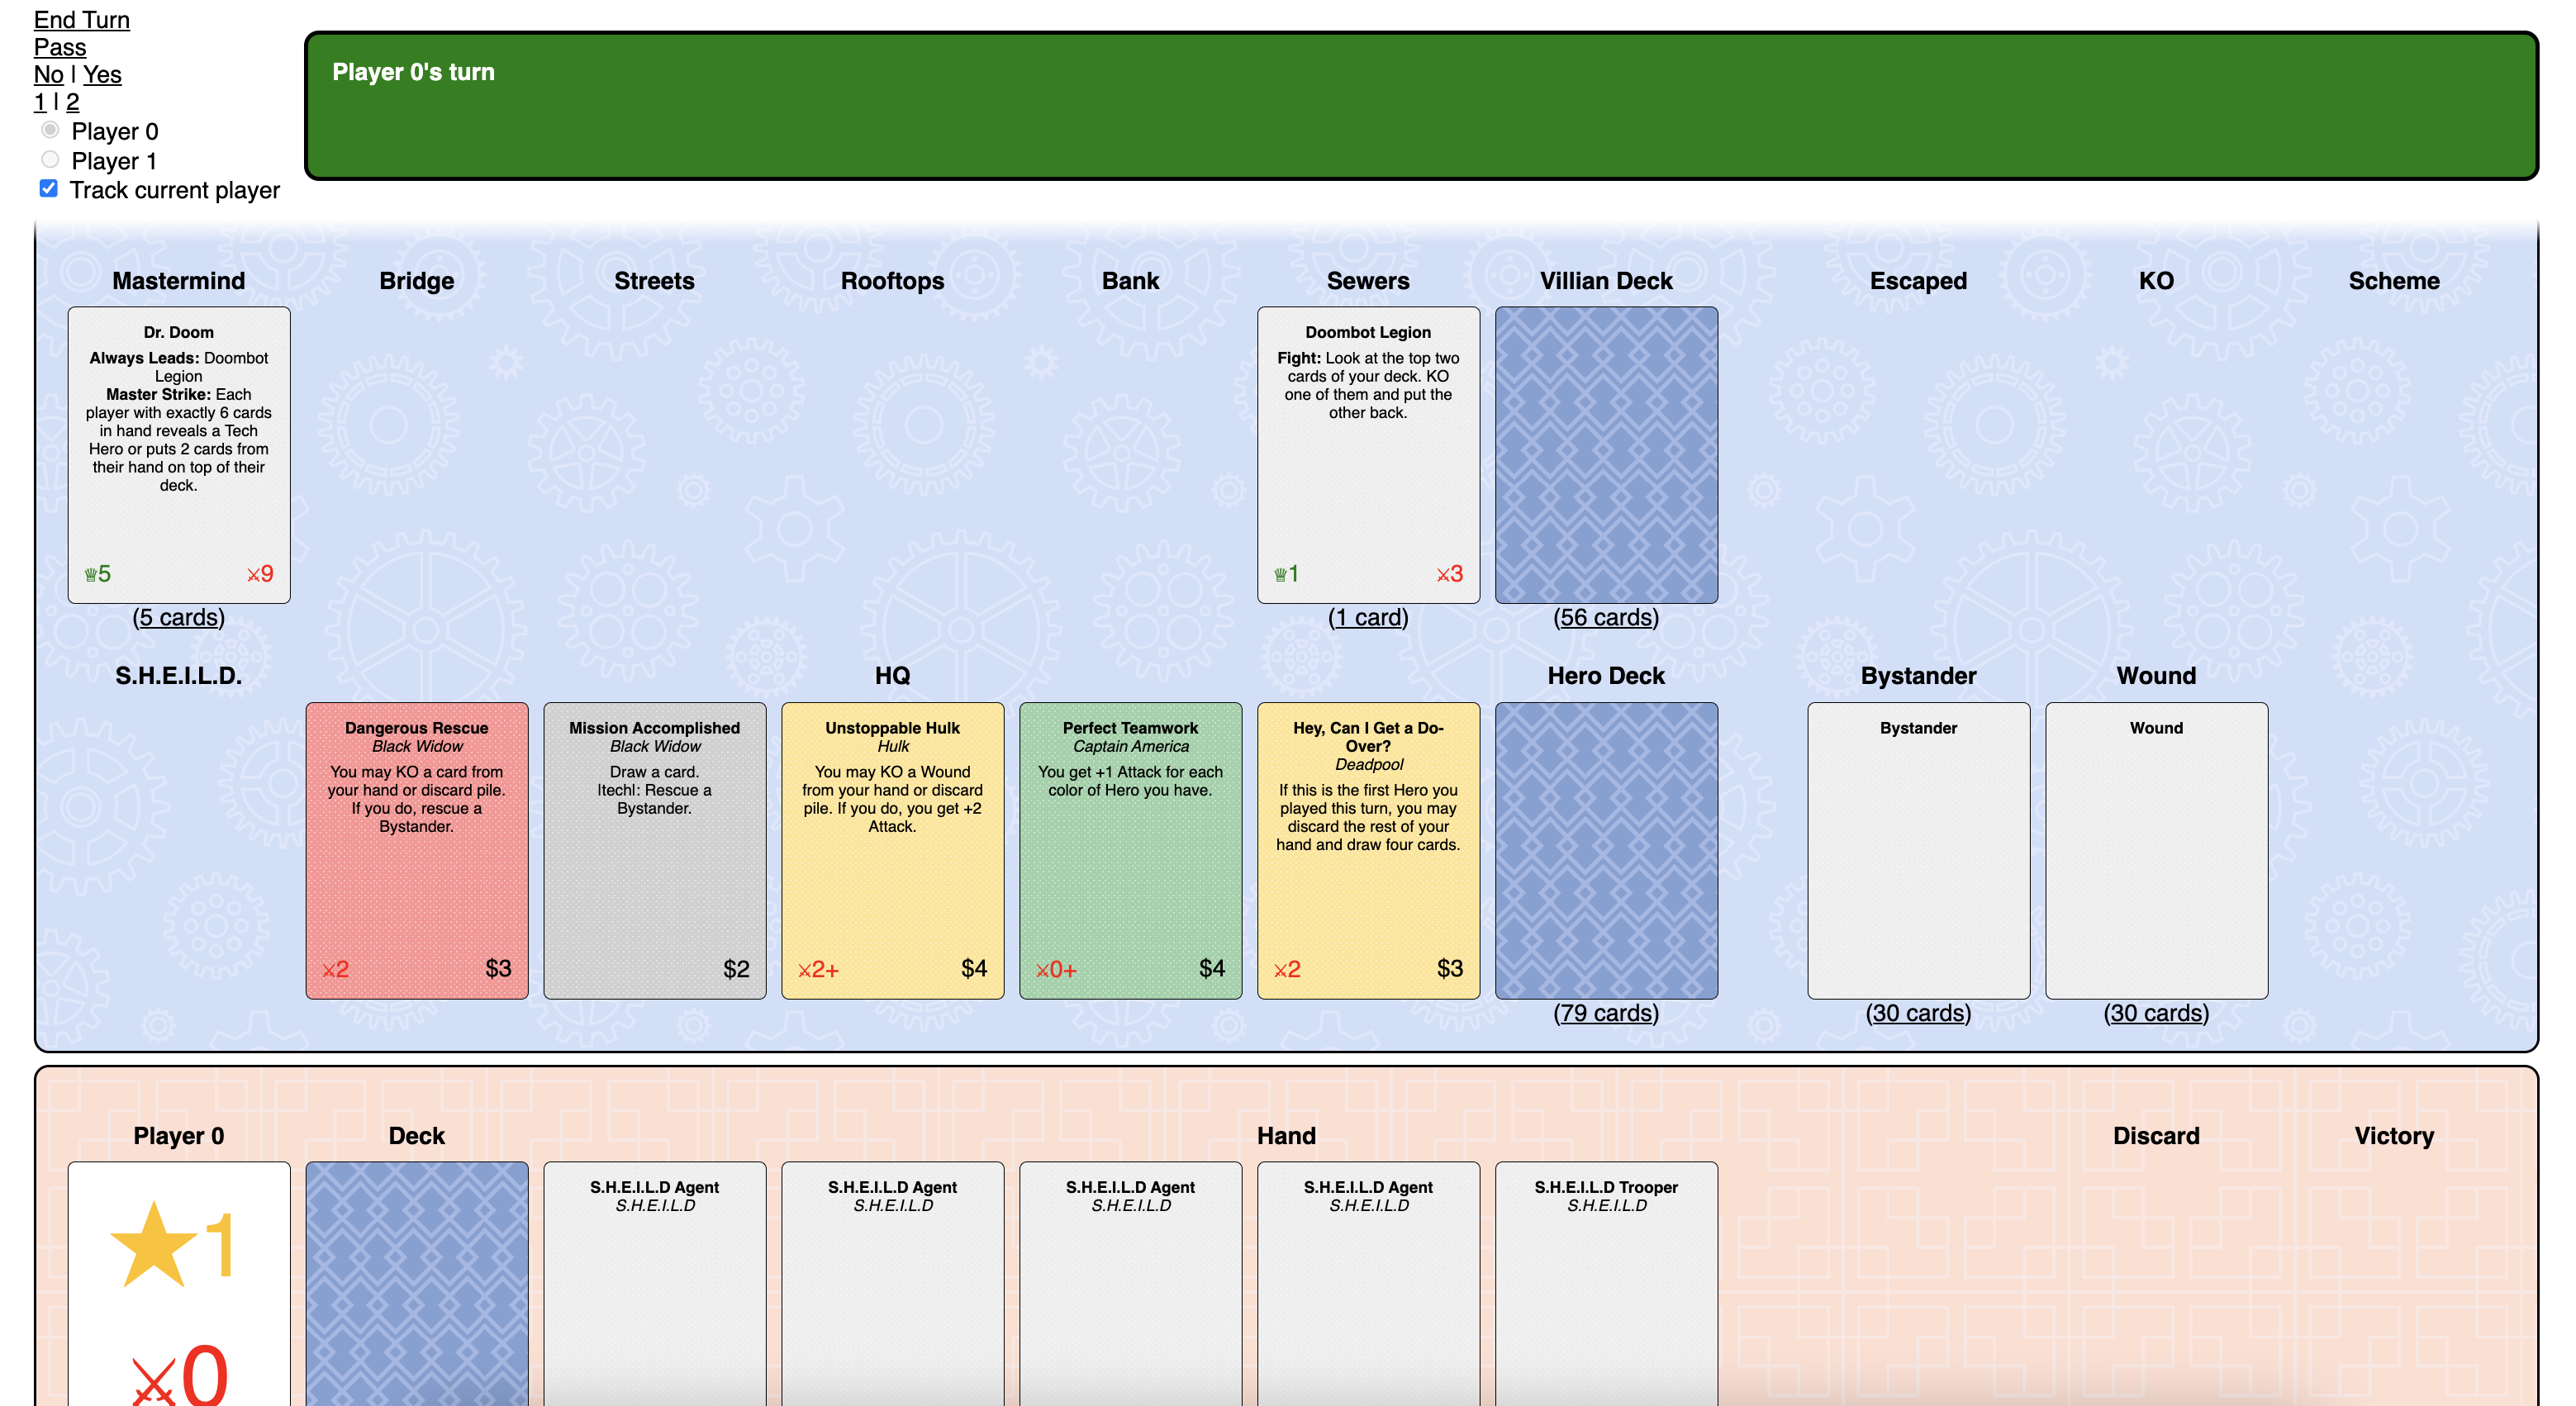 End Turn
Pass
No | Yes
1 | 2
Player 0
Player 1
Track current player
Player 0's turn
Mastermind
Bridge
Streets
Rooftops
Bank
Sewers
Villian Deck
Escaped
KO
Scheme
Dr. Doom
Always Leads: Doombot
Legion
Master Strike: Each
player with exactly 6 cards
in hand reveals a Tech
Hero or puts 2 cards from
their hand on top of their
deck.
♕5
⚔9
(5 cards)
Doombot Legion
Fight: Look at the top two
cards of your deck. KO
one of them and put the
other back.
♕1
⚔3
(1 card)
(56 cards)
S.H.E.I.L.D.
HQ
Hero Deck
Bystander
Wound
Dangerous Rescue
Black Widow
You may KO a card from
your hand or discard pile.
If you do, rescue a
Bystander.
⚔2
$3
Mission Accomplished
Black Widow
Draw a card.
|tech|: Rescue a
Bystander.
$2
Unstoppable Hulk
Hulk
You may KO a Wound
from your hand or discard
pile. If you do, you get +2
Attack.
⚔2+
$4
Perfect Teamwork
Captain America
You get +1 Attack for each
color of Hero you have.
⚔0+
$4
Hey, Can I Get a Do-
Over?
Deadpool
If this is the first Hero you
played this turn, you may
discard the rest of your
hand and draw four cards.
⚔2
$3
(79 cards)
Bystander
(30 cards)
Wound
(30 cards)
Player 0
Deck
Hand
Discard
Victory
★1
⚔0
S.H.E.I.L.D Agent
S.H.E.I.L.D
S.H.E.I.L.D Agent
S.H.E.I.L.D
S.H.E.I.L.D Agent
S.H.E.I.L.D
S.H.E.I.L.D Agent
S.H.E.I.L.D
S.H.E.I.L.D Trooper
S.H.E.I.L.D